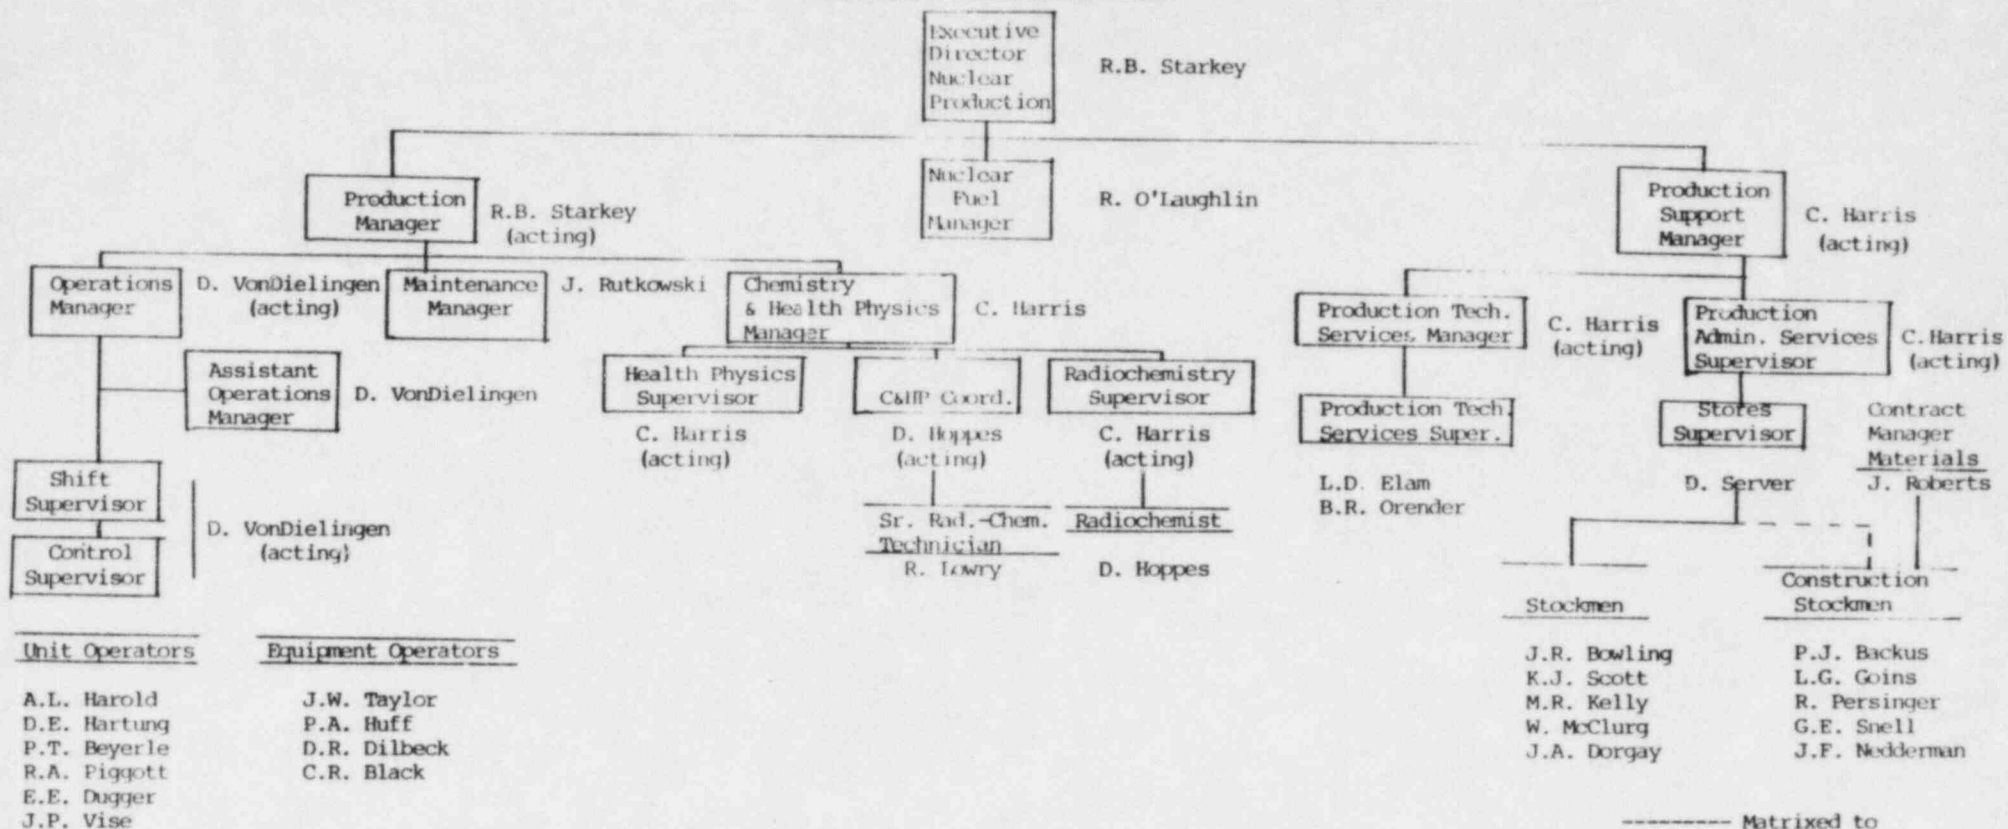 Executive
Director
Nuclear
Production
R.B. Starkey
Production
Manager
R.B. Starkey
(acting)
Nuclear
Fuel
Manager
R. O'Laughlin
Production
Support
Manager
C. Harris
(acting)
Operations
Manager
D. VonDielingen
(acting)
Maintenance
Manager
J. Rutkowski
Chemistry
& Health Physics
Manager
C. Harris
Production Tech.
Services Manager
C. Harris
(acting)
Production
Admin. Services
Supervisor
C.Harris
(acting)
Assistant
Operations
Manager
D. VonDielingen
Health Physics
Supervisor
C. Harris
(acting)
C&HP Coord.
D. Hoppes
(acting)
Radiochemistry
Supervisor
C. Harris
(acting)
Production Tech.
Services Super.
L.D. Elam
B.R. Orender
Stores
Supervisor
D. Server
Contract
Manager
Materials
J. Roberts
Shift
Supervisor
Control
Supervisor
D. VonDielingen
(acting)
Sr. Rad.-Chem.
Technician
R. Lowry
Radiochemist
D. Hoppes
Unit Operators
A.L. Harold
D.E. Hartung
P.T. Beyerle
R.A. Piggott
E.E. Dugger
J.P. Vise
Equipment Operators
J.W. Taylor
P.A. Huff
D.R. Dilbeck
C.R. Black
Stockmen
J.R. Bowling
K.J. Scott
M.R. Kelly
W. McClurg
J.A. Dorgay
Construction
Stockmen
P.J. Backus
L.G. Goins
R. Persinger
G.E. Snell
J.F. Nedderman
--------- Matrixed to